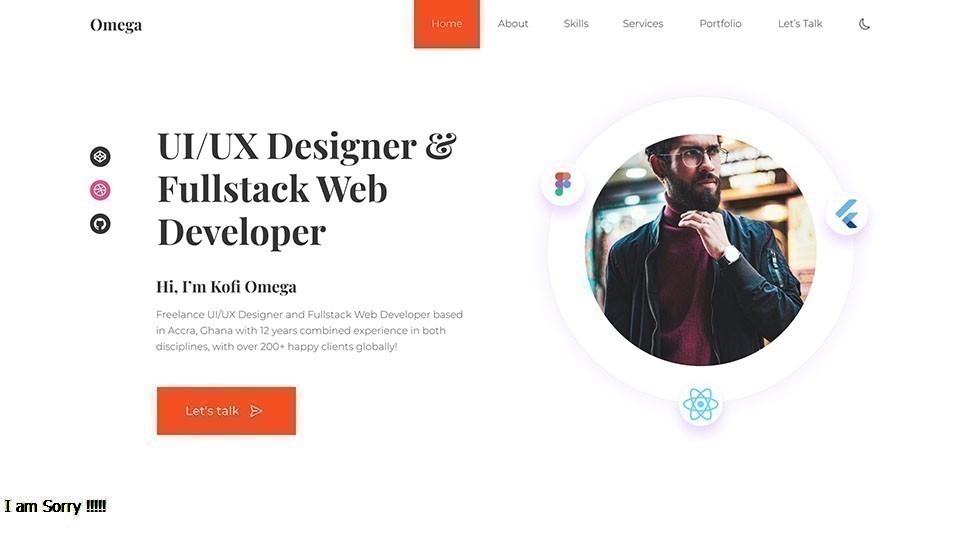 Omega
Home About Skills Services Portfolio Let’s Talk
UI/UX Designer &
Fullstack Web
Developer
Hi, I’m Kofi Omega
Freelance UI/UX Designer and Fullstack Web Developer based
in Accra, Ghana with 12 years combined experience in both
disciplines, with over 200+ happy clients globally!
Let’s talk
I am Sorry !!!!!